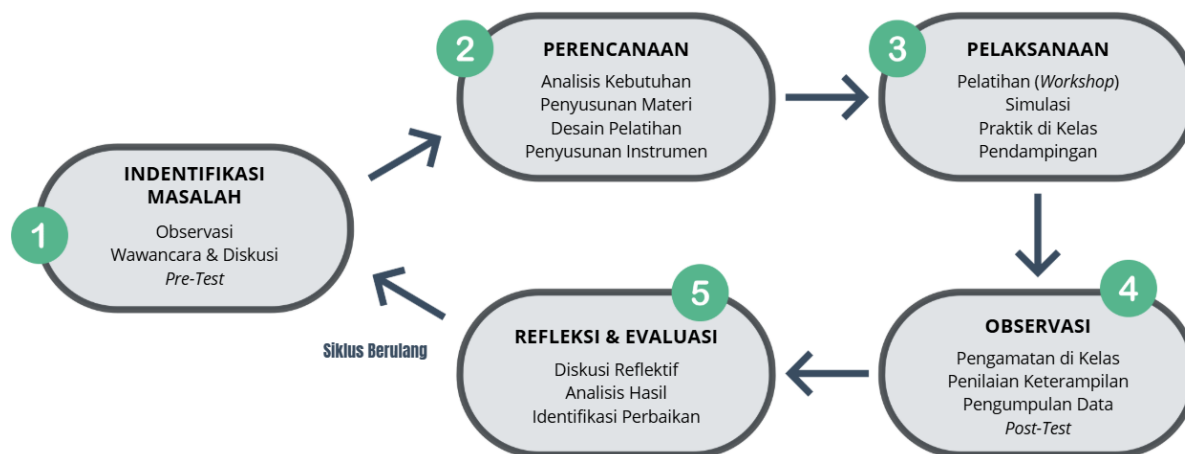 1
INDENTIFIKASI
MASALAH
Observasi
Wawancara & Diskusi
Pre-Test
2
PERENCANAAN
Analisis Kebutuhan
Penyusunan Materi
Desain Pelatihan
Penyusunan Instrumen
3
PELAKSANAAN
Pelatihan (Workshop)
Simulasi
Praktik di Kelas
Pendampingan
4
OBSERVASI
Pengamatan di Kelas
Penilaian Keterampilan
Pengumpulan Data
Post-Test
5
REFLEKSI & EVALUASI
Diskusi Reflektif
Analisis Hasil
Identifikasi Perbaikan
Siklus Berulang